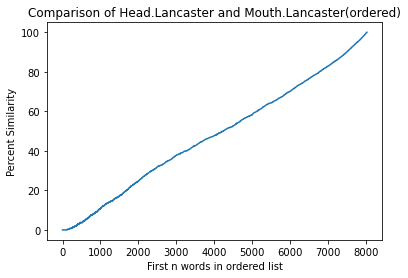 Comparison of Head.Lancaster and Mouth.Lancaster(ordered)
100
80
60
40
20
0
Percent Similarity
0 1000 2000 3000 4000 5000 6000 7000 8000
First n words in ordered list